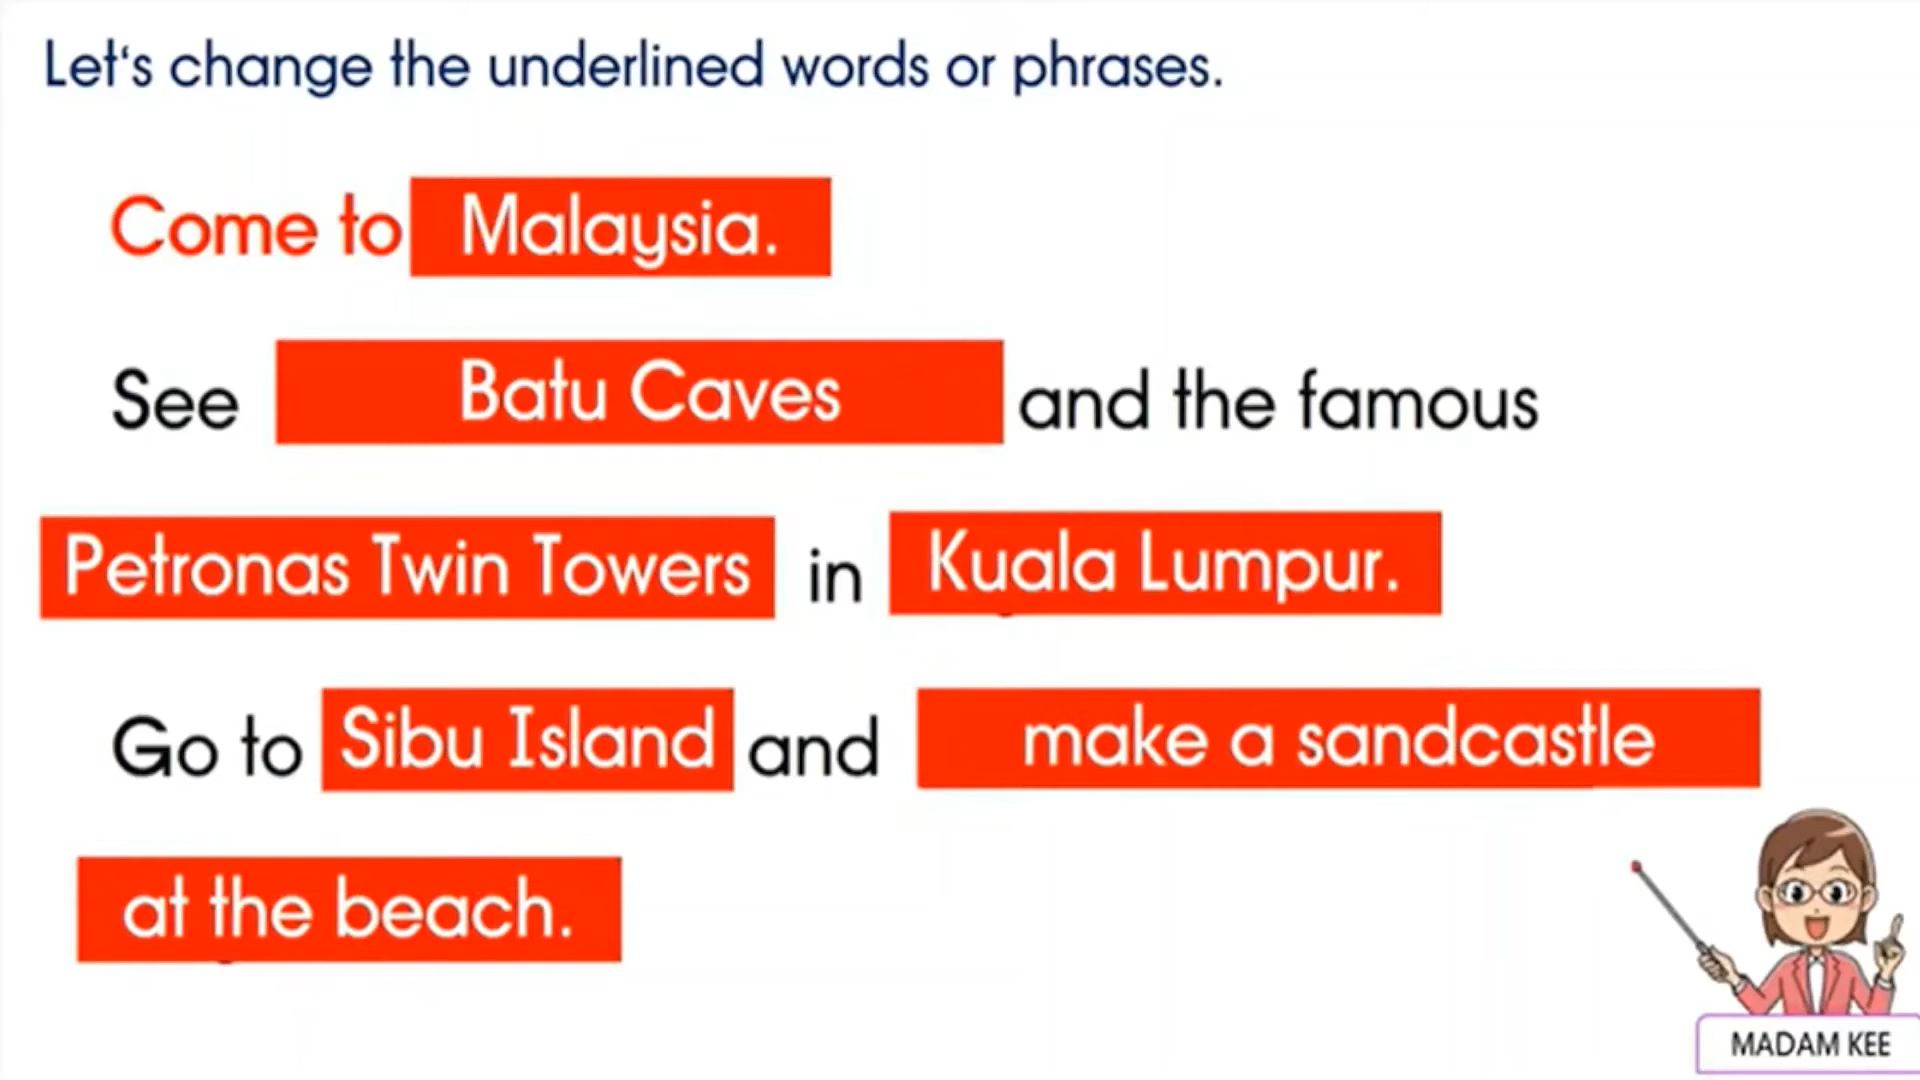 Let's change the underlined words or phrases.
Come to Malaysia.
See Batu Caves and the famous
Petronas Twin Towers in Kuala Lumpur.
Go to Sibu Island and make a sandcastle
at the beach.
MADAM KEE